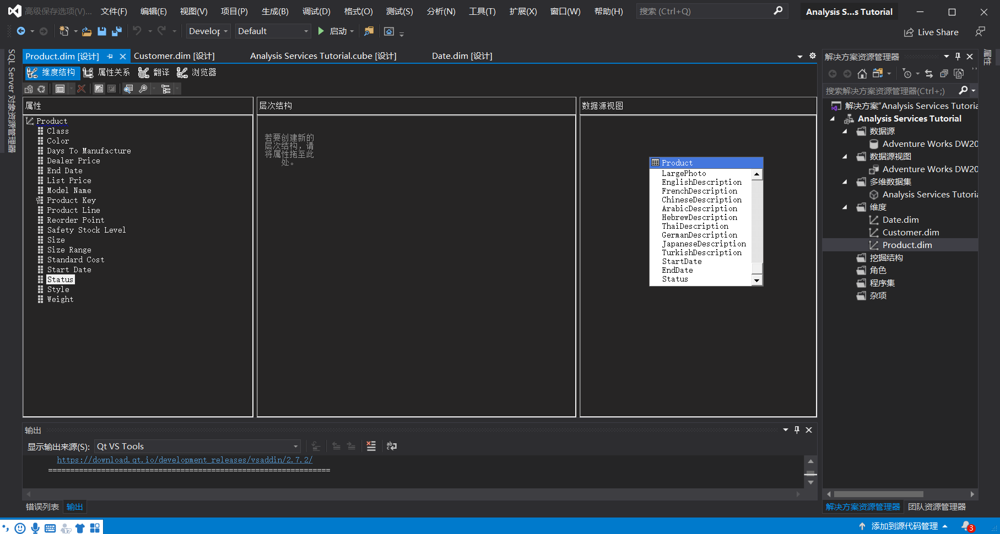 高级保存选项(V)... 文件(F) 编辑(E) 视图(V) 项目(P) 生成(B) 调试(D) 格式(O) 测试(S) 分析(N) 工具(T) 扩展(X) 窗口(W) 帮助(H) 搜索 (Ctrl+Q) Analysis S...s Tutorial
Develop Default 启动 Live Share
SQL Server 对象资源管理器
Product.dim [设计] Customer.dim [设计] Analysis Services Tutorial.cube [设计] Date.dim [设计]
维度结构 属性关系 翻译 浏览器
属性
Product
Class
Color
Days To Manufacture
Dealer Price
End Date
List Price
Model Name
Product Key
Product Line
Reorder Point
Safety Stock Level
Size
Size Range
Standard Cost
Start Date
Status
Style
Weight
层次结构
若要创建新的
层次结构，请
将属性拖至此
处。
数据源视图
Product
LargePhoto
EnglishDescription
FrenchDescription
ChineseDescription
ArabicDescription
HebrewDescription
ThaiDescription
GermanDescription
JapaneseDescription
TurkishDescription
StartDate
EndDate
Status
解决方案资源管理器
搜索解决方案资源管理器(Ctrl+;)
解决方案"Analysis Services Tutoria
Analysis Services Tutorial
数据源
Adventure Works DW20
数据源视图
Adventure Works DW20
多维数据集
Analysis Services Tutoria
维度
Date.dim
Customer.dim
Product.dim
挖掘结构
角色
程序集
杂项
解决方案资源管理器 团队资源管理器
属性
输出
显示输出来源(S): Qt VS Tools
https://download.qt.io/development_releases/vsaddin/2.7.2/
================================================================
错误列表 输出
添加到源代码管理 3